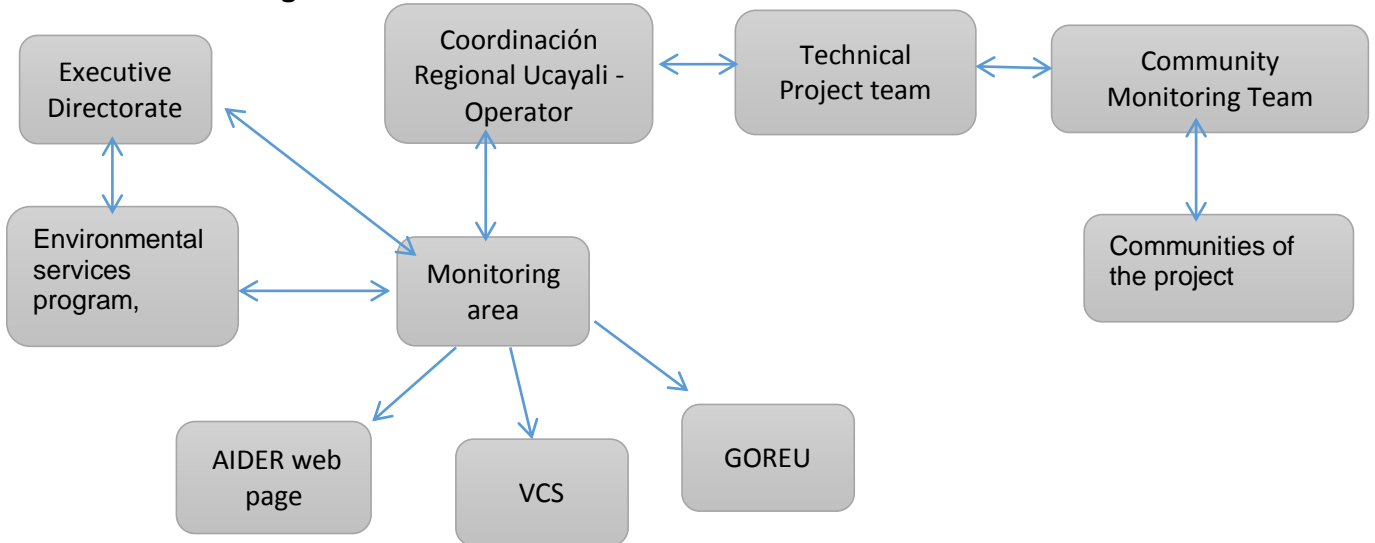 Executive
Directorate
Coordinación
Regional Ucayali -
Operator
Technical
Project team
Community
Monitoring Team
Environmental
services
program,
Monitoring
area
Communities of
the project
AIDER web
page
VCS
GOREU